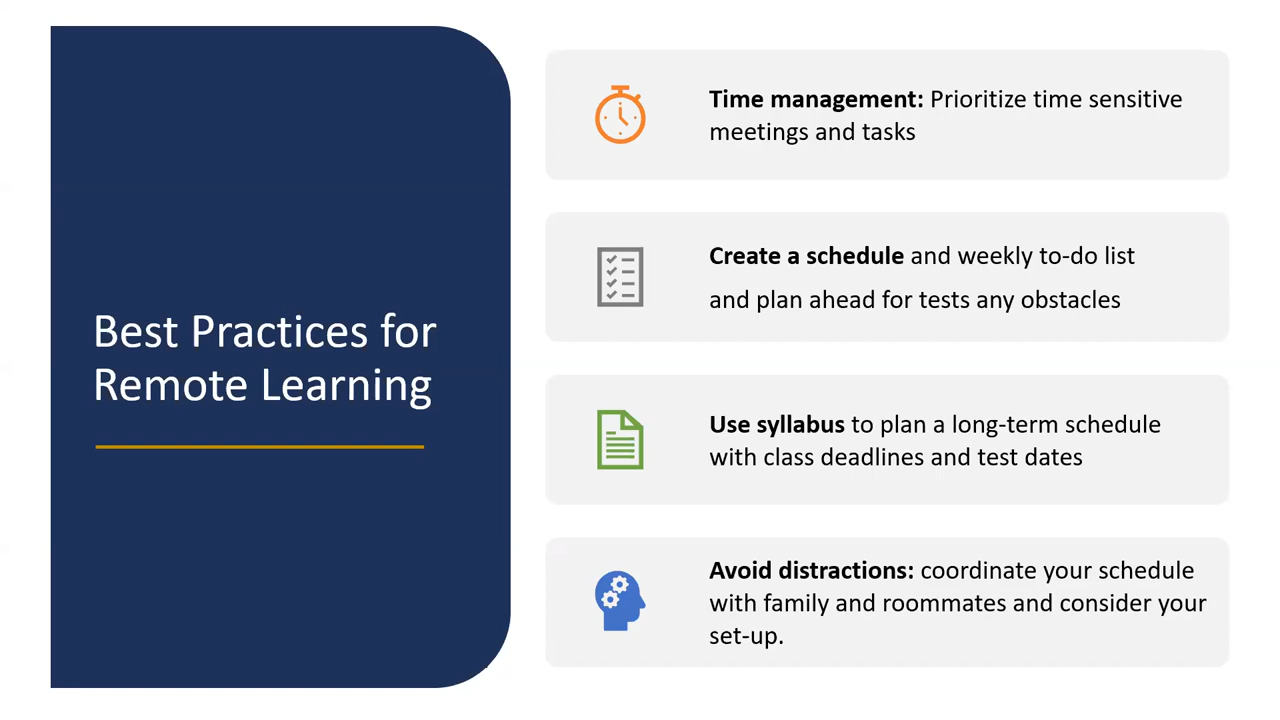 Best Practices for
Remote Learning
Time management: Prioritize time sensitive
meetings and tasks
Create a schedule and weekly to-do list
and plan ahead for tests any obstacles
Use syllabus to plan a long-term schedule
with class deadlines and test dates
Avoid distractions: coordinate your schedule
with family and roommates and consider your
set-up.